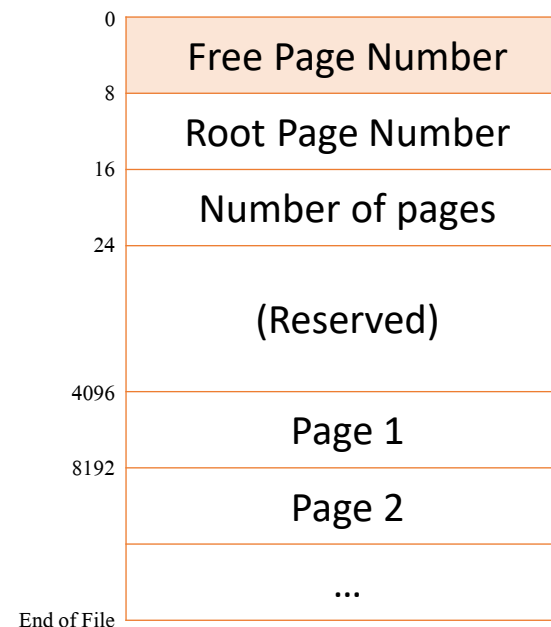 0
Free Page Number
8
Root Page Number
16
Number of pages
24
(Reserved)
4096
Page 1
8192
Page 2
...
End of File